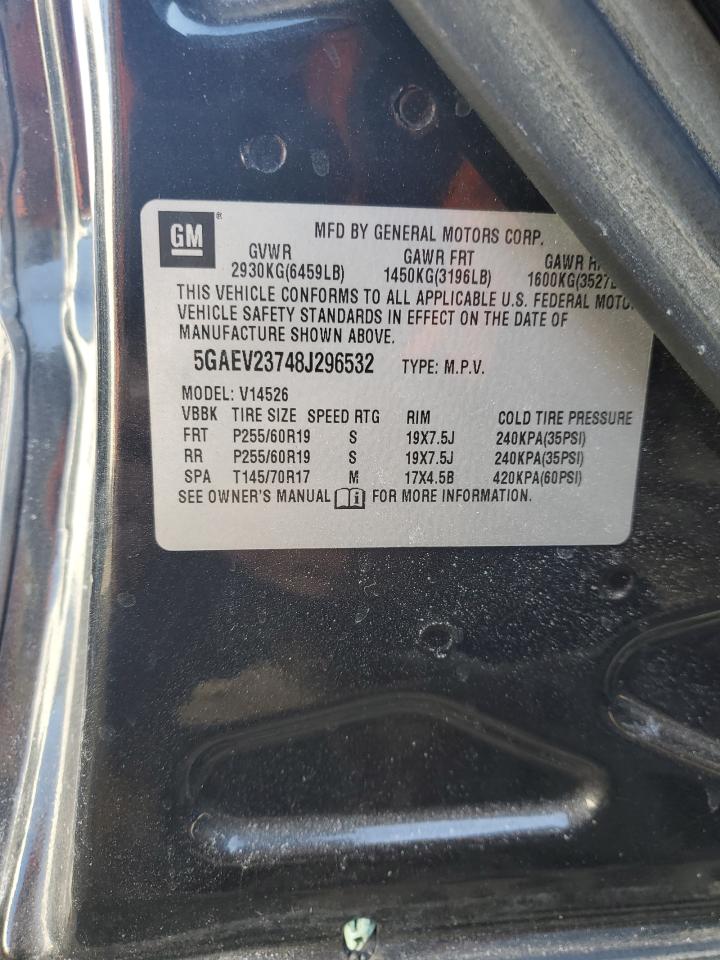 GM ®
MFD BY GENERAL MOTORS CORP.
GVWR GAWR FRT GAWR
2930KG(6459LB) 1450KG(3196LB) 1600KG(3527L
THIS VEHICLE CONFORMS TO ALL APPLICABLE U.S. FEDERAL
VEHICLE SAFETY STANDARDS IN EFFECT ON THE DATE OF
MANUFACTURE SHOWN ABOVE.
5GAEV23748J296532 TYPE: M.P.V.
MODEL: V14526
VBBK TIRE SIZE SPEED RTG RIM COLD TIRE PRESSURE
FRT P255/60R19 S 19X7.5J 240KPA(35PSI)
RR P255/60R19 S 19X7.5J 240KPA(35PSI)
SPA T145/70R17 M 17X4.5B 420KPA(60PSI)
SEE OWNER'S MANUAL FOR MORE INFORMATION.